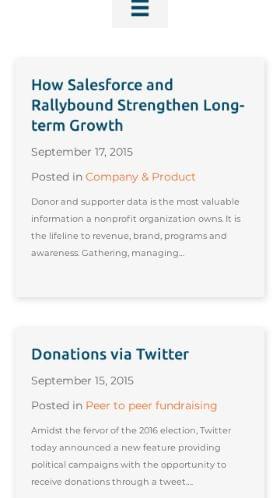 How Salesforce and
Rallybound Strengthen Long-
term Growth
September 17, 2015
Posted in Company & Product
Donor and supporter data is the most valuable
information a nonprofit organization owns. It is
the lifeline to revenue, brand, programs and
awareness. Gathering, managing...
Donations via Twitter
September 15, 2015
Posted in Peer to peer fundraising
Amidst the fervor of the 2016 election, Twitter
today announced a new feature providing
political campaigns with the opportunity to
receive donations through a tweet....